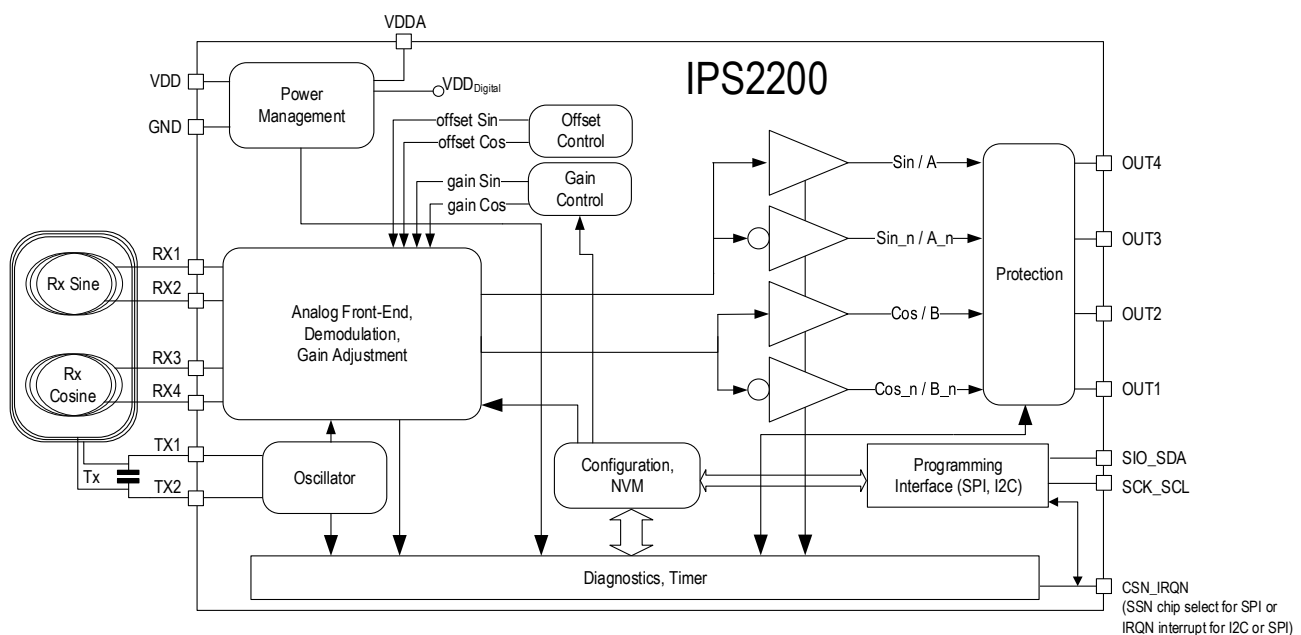 VDDA
IPS2200
VDD
GND
Power
Management
VDDDigital
offset Sin
offset Cos
Offset
Control
gain Sin
gain Cos
Gain
Control
Sin / A
OUT4
Sin_n / A_n
OUT3
Protection
Cos / B
OUT2
Cos_n / B_n
OUT1
RX1
RX2
Rx Sine
RX3
RX4
Rx
Cosine
Analog Front-End,
Demodulation,
Gain Adjustment
TX1
Tx
TX2
Oscillator
Configuration,
NVM
Programming
Interface (SPI, I2C)
SIO_SDA
SCK_SCL
Diagnostics, Timer
CSN_IRQN
(SSN chip select for SPI or
IRQN interrupt for I2C or SPI)